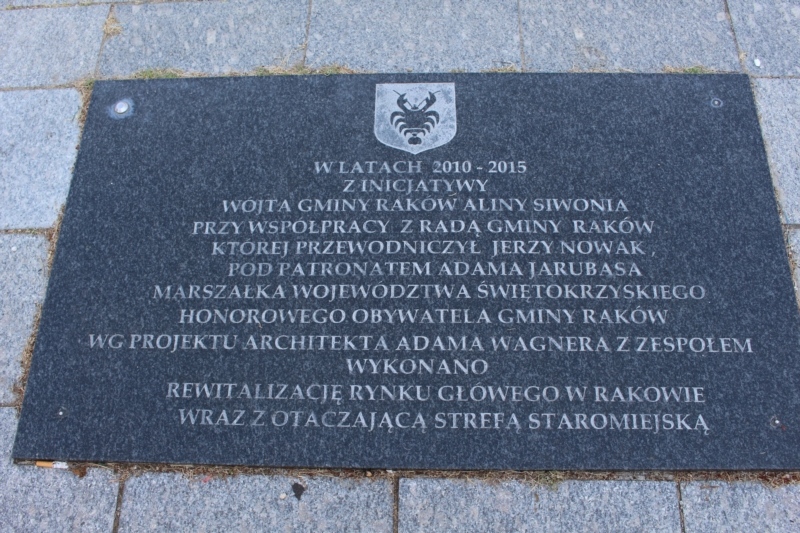 W LATACH 2010 - 2015
Z INICJATYWY
WÓJTA GMINY RAKÓW ALINY SIWONIA
PRZY WSPÓŁPRACY Z RADĄ GMINY RAKÓW
KTÓREJ PRZEWODNICZYŁ JERZY NOWAK ,
POD PATRONATEM ADAMA JARUBASA
MARSZAŁKA WOJEWÓDZTWA ŚWIĘTOKRZYSKIEGO
HONOROWEGO OBYWATELA GMINY RAKÓW
WG PROJEKTU ARCHITEKTA ADAMA WAGNERA Z ZESPOŁEM
WYKONANO
REWITALIZACJĘ RYNKU GŁÓWEGO W RAKOWIE
WRAZ Z OTACZAJĄCĄ STREFĄ STAROMIEJSKĄ